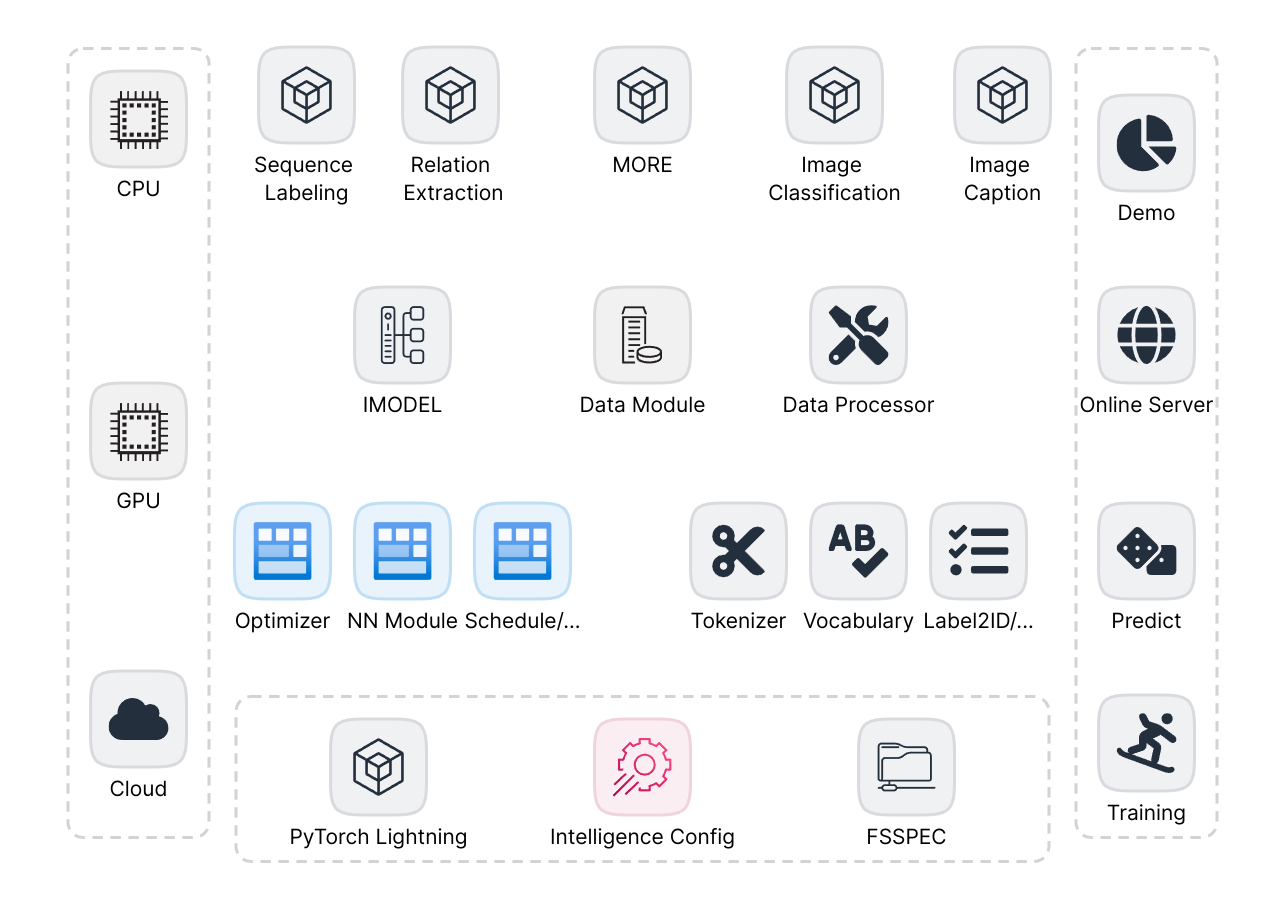 CPU
GPU
Cloud
Sequence
Labeling
Relation
Extraction
MORE
Image
Classification
Image
Caption
IMODEL
Data Module
Data Processor
Optimizer
NN Module
Schedule/...
Tokenizer
Vocabulary
AB
Label2ID/...
PyTorch Lightning
Intelligence Config
FSSPEC
Demo
Online Server
Predict
Training